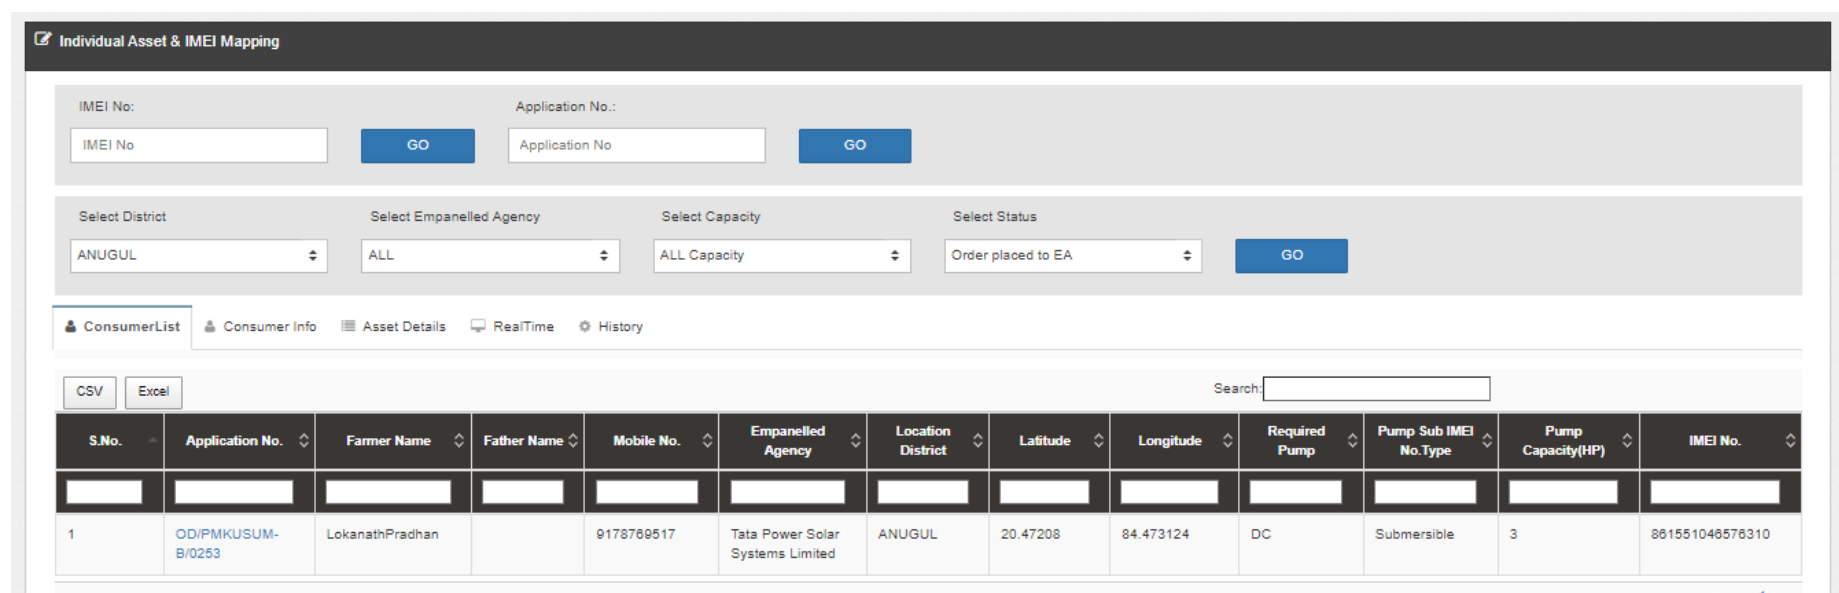 Individual Asset & IMEI Mapping
IMEI No: Application No.:
IMEI No GO Application No GO
Select District Select Empanelled Agency Select Capacity Select Status
ANUGUL ALL ALL Capacity Order placed to EA GO
ConsumerList Consumer Info Asset Details RealTime History
CSV Excel Search:
S.No. Application No. Farmer Name Father Name Mobile No. Empanelled Agency Location District Latitude Longitude Required Pump Pump Sub IMEI No.Type Pump Capacity(HP) IMEI No.
1 OD/PMKUSUM-B/0253 LokanathPradhan 9178769517 Tata Power Solar Systems Limited ANUGUL 20.47208 84.473124 DC Submersible 3 861551046576310